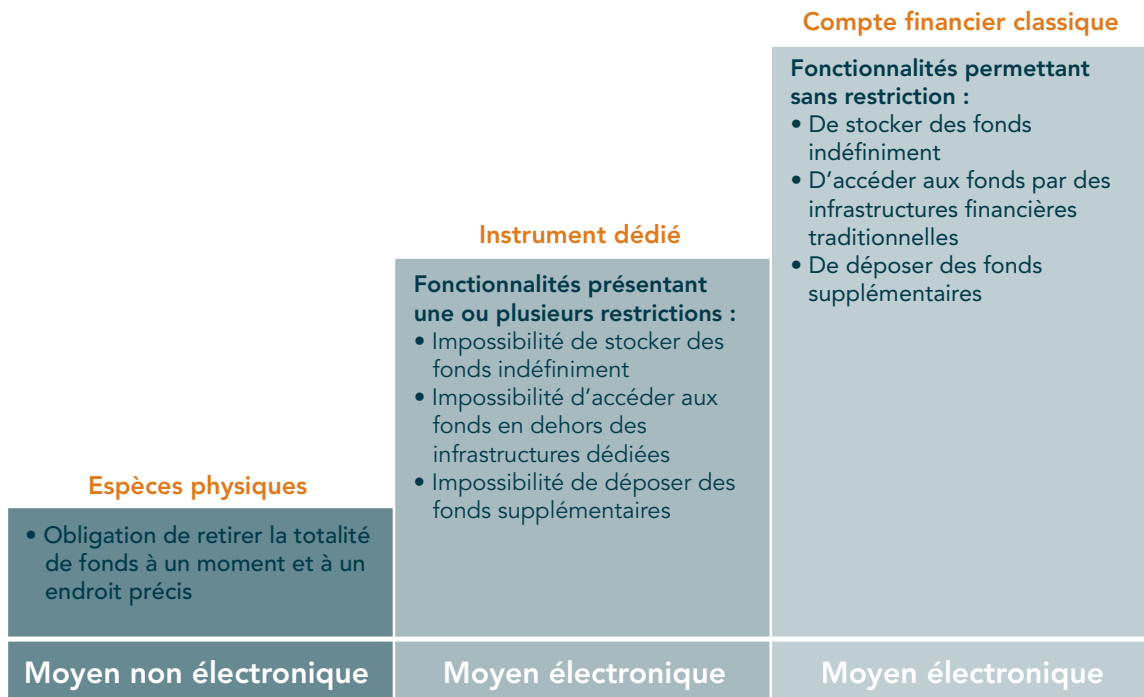 Compte financier classique
Fonctionnalités permettant
sans restriction :
• De stocker des fonds
indéfiniment
• D'accéder aux fonds par des
infrastructures financières
traditionnelles
• De déposer des fonds
supplémentaires
Instrument dédié
Fonctionnalités présentant
une ou plusieurs restrictions :
• Impossibilité de stocker des
fonds indéfiniment
• Impossibilité d'accéder aux
fonds en dehors des
infrastructures dédiées
• Impossibilité de déposer des
fonds supplémentaires
Espèces physiques
• Obligation de retirer la totalité
de fonds à un moment et à un
endroit précis
Moyen non électronique
Moyen électronique
Moyen électronique